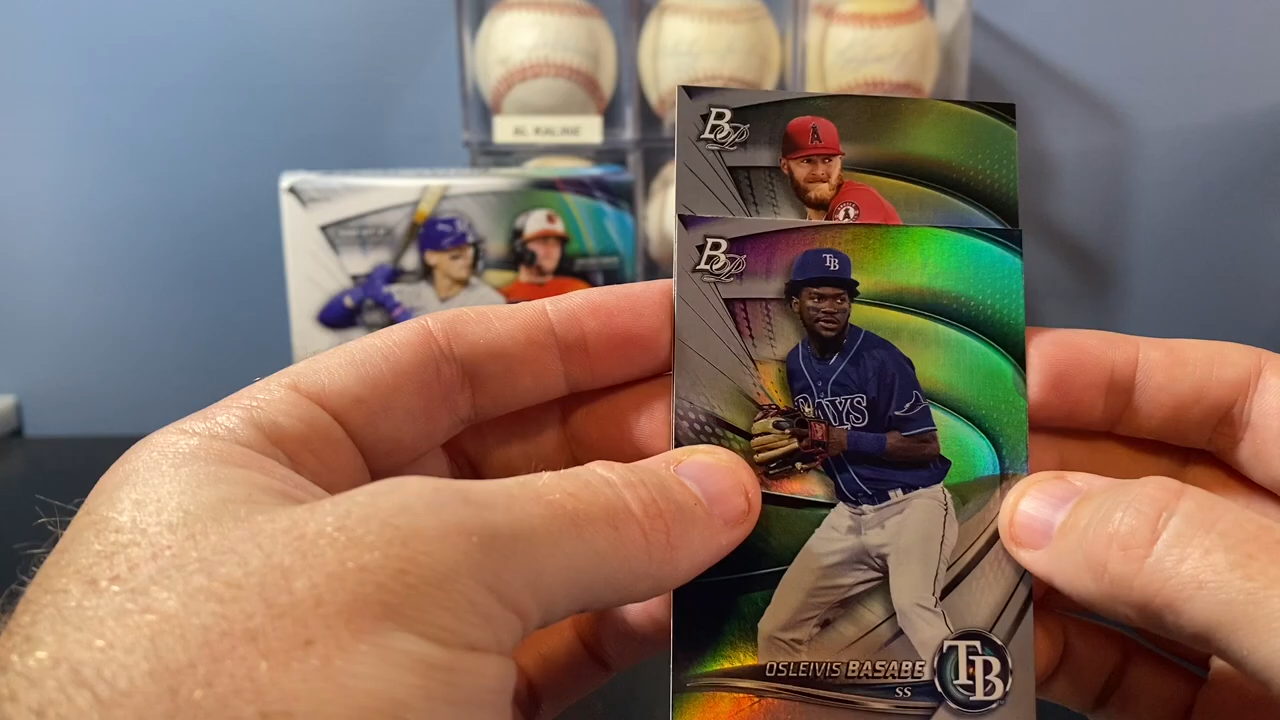 AL KALINE
BP
A
BP
TB
RAYS
OSLEIVIS BASABE
SS
TB